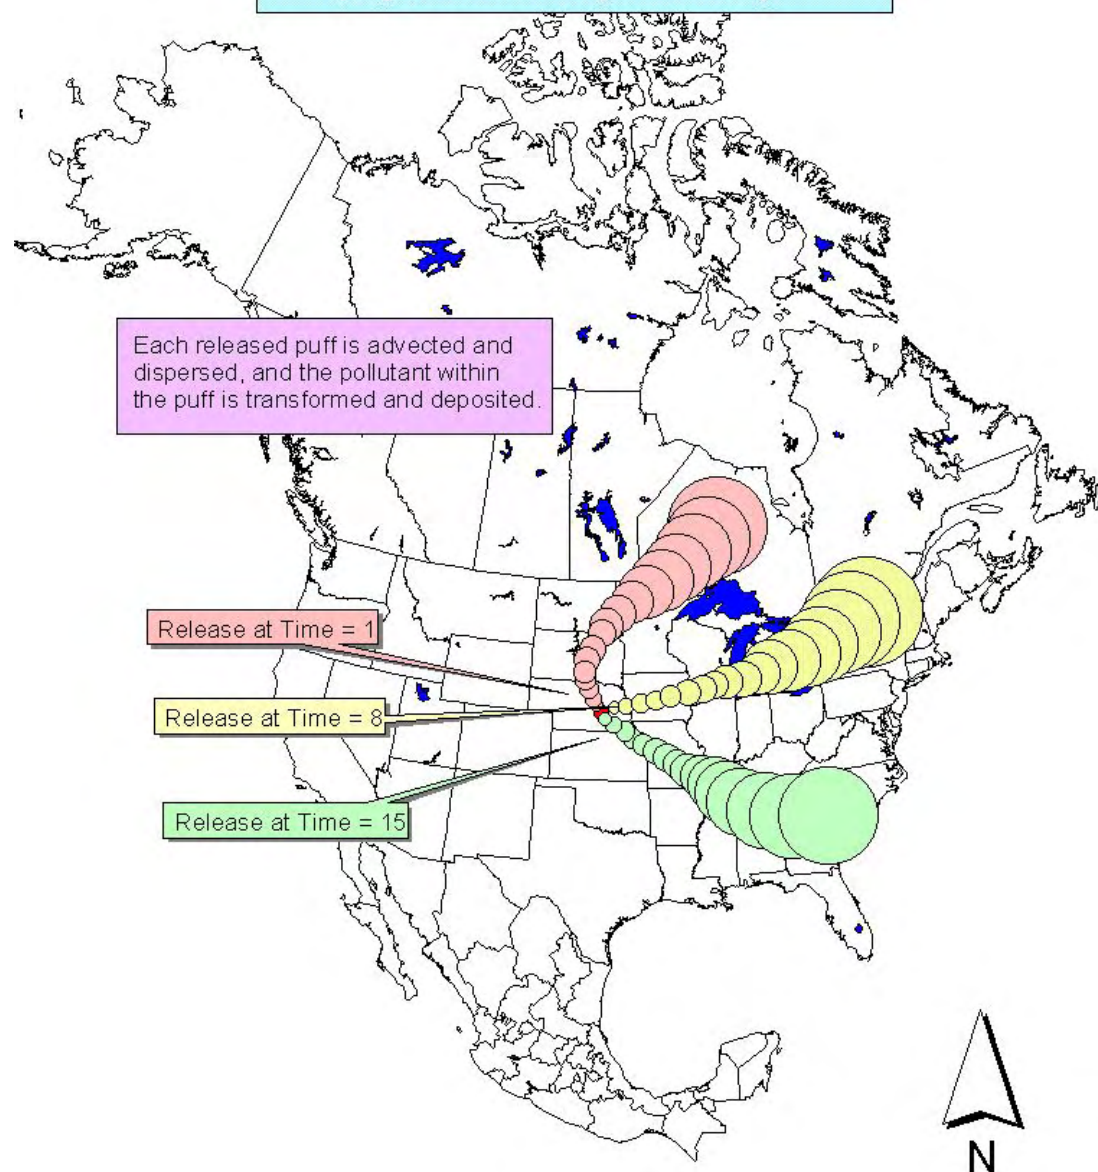 Each released puff is advected and
dispersed, and the pollutant within
the puff is transformed and deposited.
Release at Time = 1
Release at Time = 8
Release at Time = 15
N